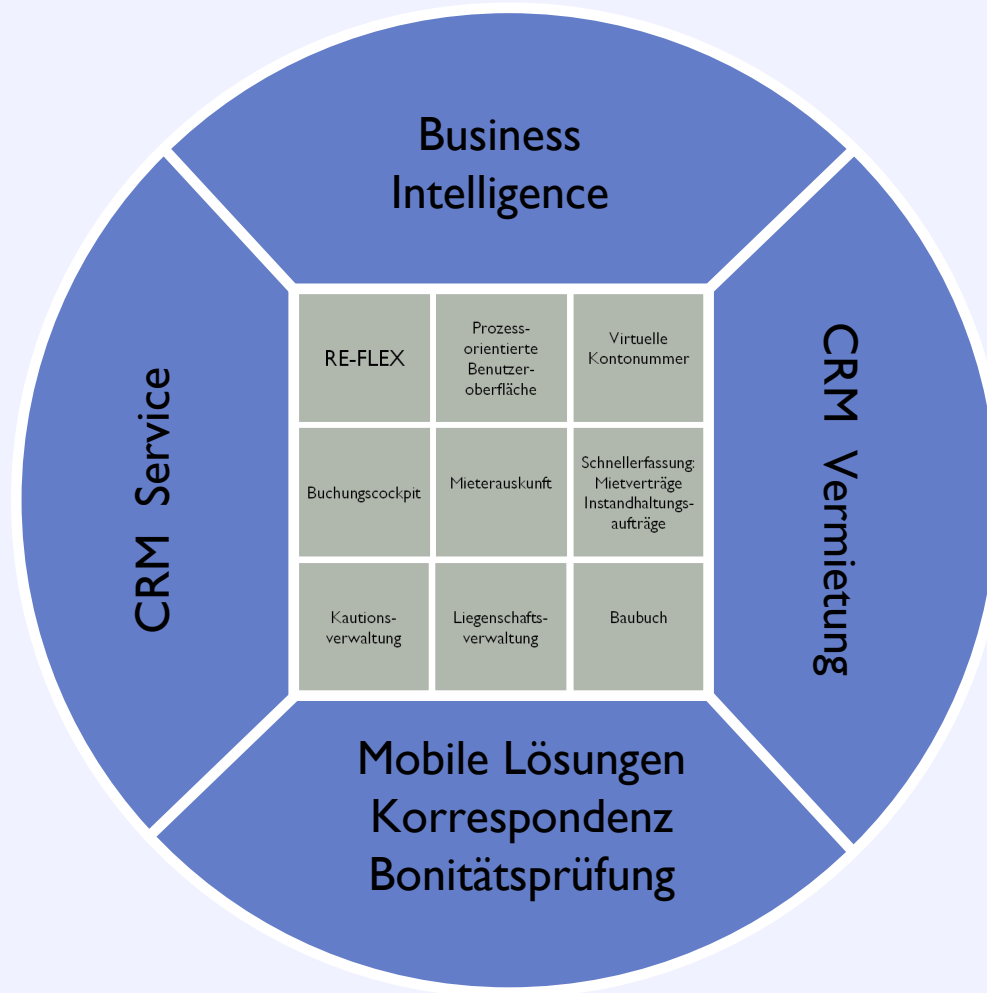 Business
Intelligence
CRM Service
RE-FLEX
Prozess-
orientierte
Benutzer-
oberfläche
Virtuelle
Kontonummer
Buchungscockpit
Mieterauskunft
Schnellerfassung:
Mietverträge
Instandhaltungs-
aufträge
Kautions-
verwaltung
Liegenschafts-
verwaltung
Baubuch
CRM Vermietung
Mobile Lösungen
Korrespondenz
Bonitätsprüfung